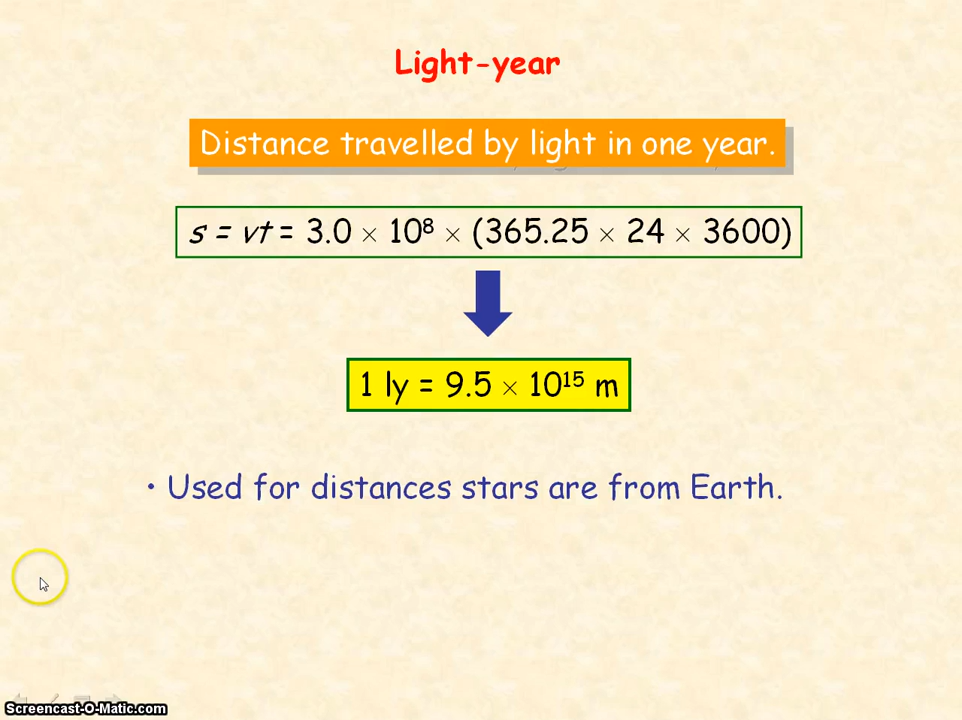 Light-year
Distance travelled by light in one year.
s = vt = 3.0 × 10⁸ × (365.25 × 24 × 3600)
1 ly = 9.5 × 10¹⁵ m
• Used for distances stars are from Earth.
Screencast-O-Matic.com